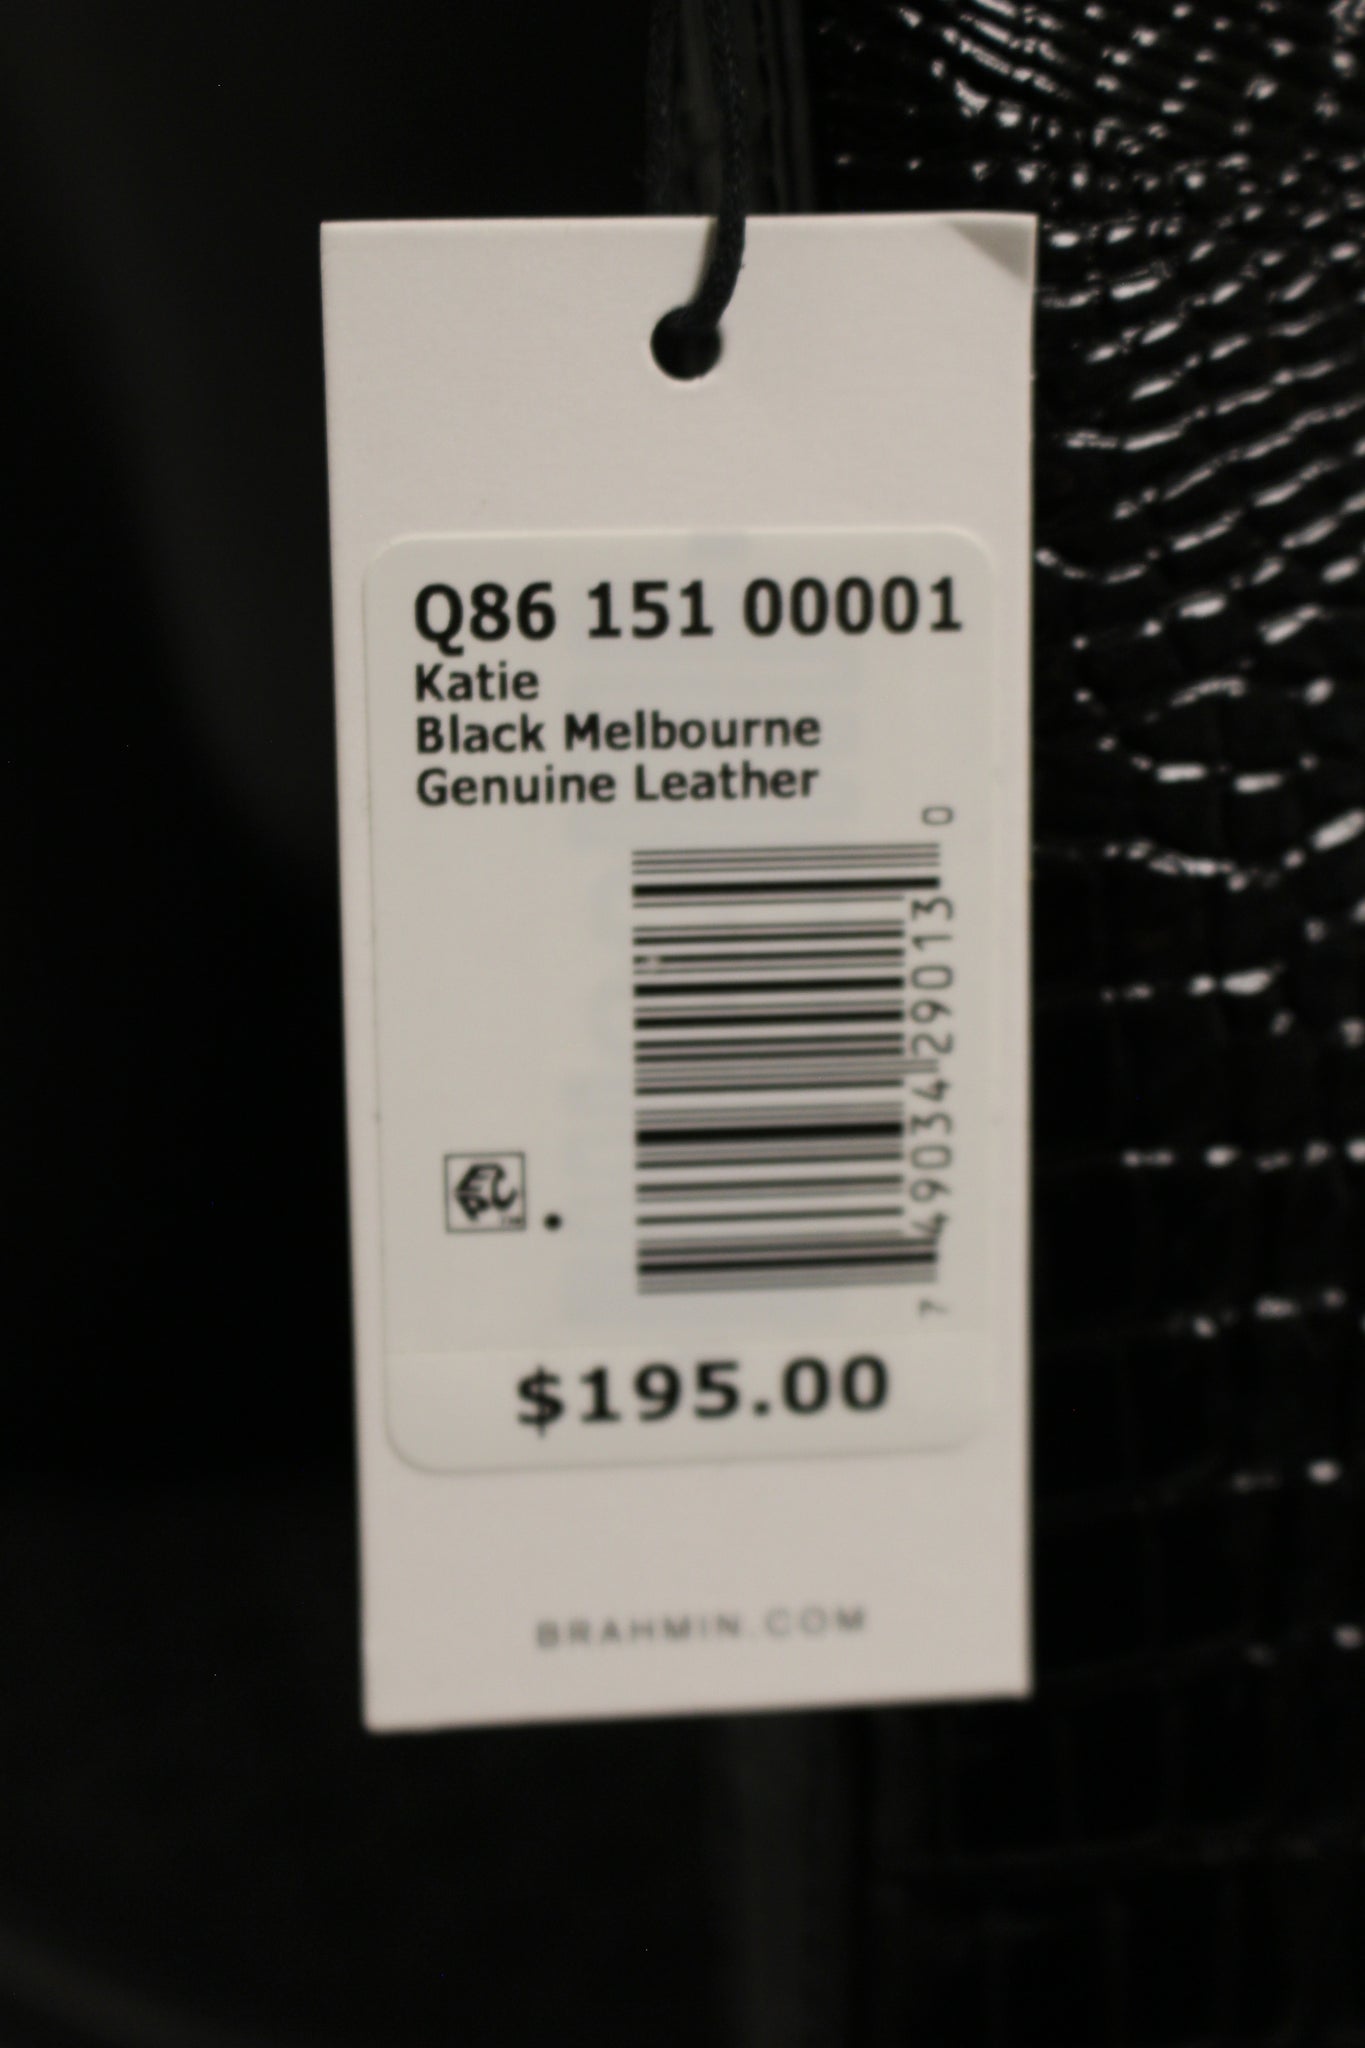 Q86 151 00001
Katie
Black Melbourne
Genuine Leather
7 49034 29013 0
$195.00
BRAHMIN.COM